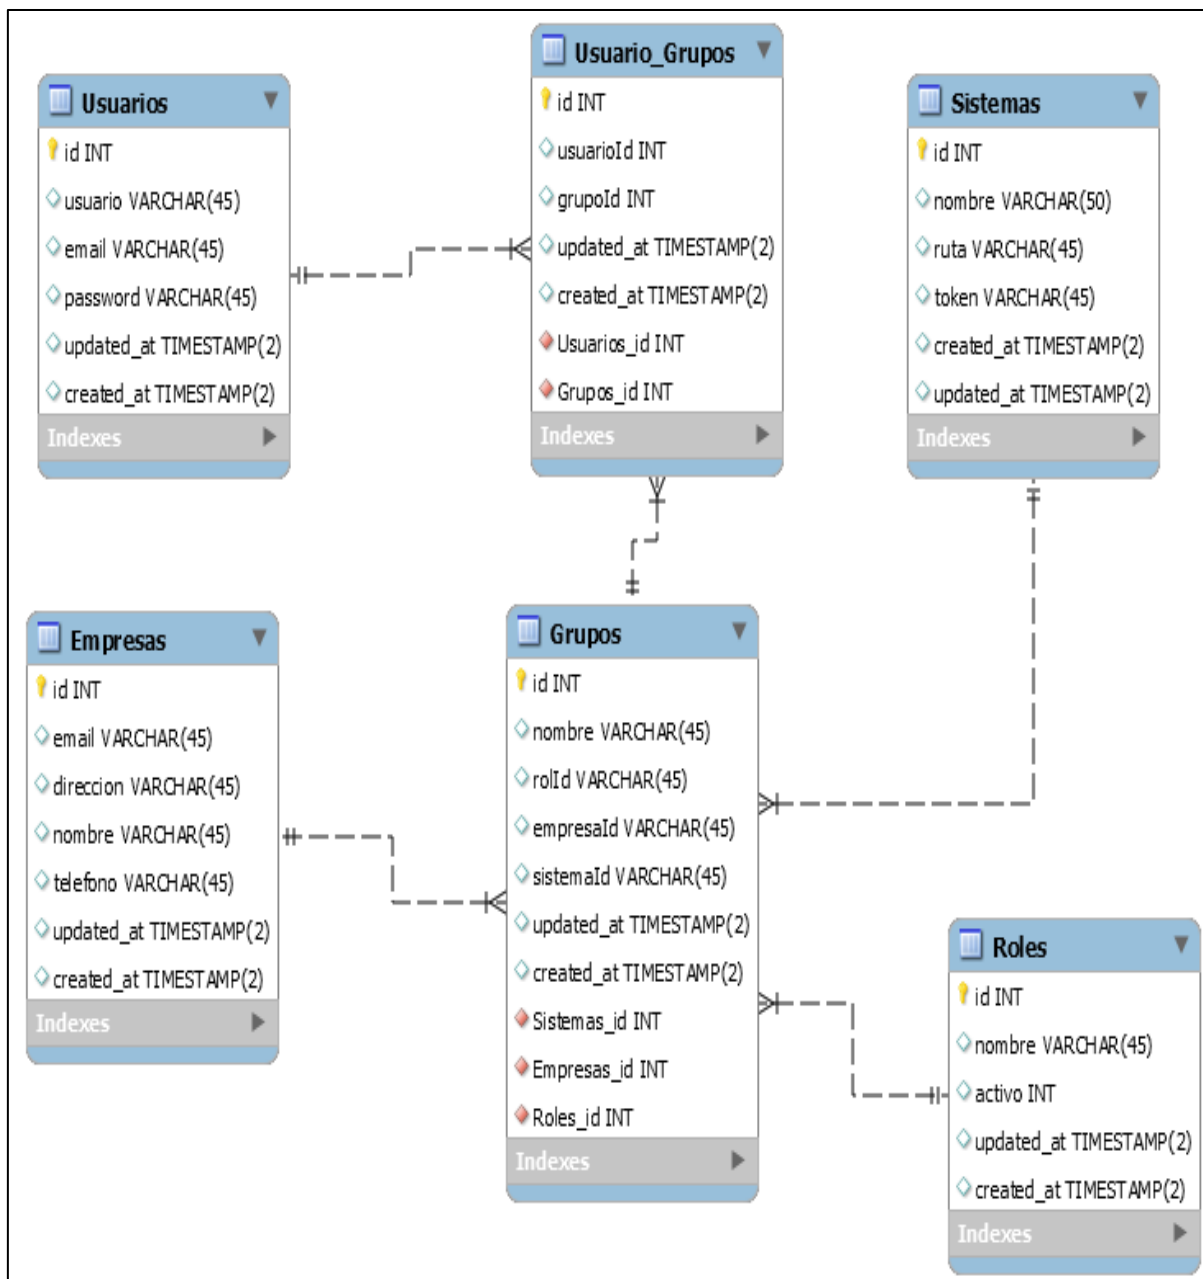 Usuarios
id INT
usuario VARCHAR(45)
email VARCHAR(45)
password VARCHAR(45)
updated_at TIMESTAMP(2)
created_at TIMESTAMP(2)
Indexes
Usuario_Grupos
id INT
usuarioId INT
grupoId INT
updated_at TIMESTAMP(2)
created_at TIMESTAMP(2)
Usuarios_id INT
Grupos_id INT
Indexes
Sistemas
id INT
nombre VARCHAR(50)
ruta VARCHAR(45)
token VARCHAR(45)
created_at TIMESTAMP(2)
updated_at TIMESTAMP(2)
Indexes
Empresas
id INT
email VARCHAR(45)
direccion VARCHAR(45)
nombre VARCHAR(45)
telefono VARCHAR(45)
updated_at TIMESTAMP(2)
created_at TIMESTAMP(2)
Indexes
Grupos
id INT
nombre VARCHAR(45)
rolId VARCHAR(45)
empresaId VARCHAR(45)
sistemaId VARCHAR(45)
updated_at TIMESTAMP(2)
created_at TIMESTAMP(2)
Sistemas_id INT
Empresas_id INT
Roles_id INT
Indexes
Roles
id INT
nombre VARCHAR(45)
activo INT
updated_at TIMESTAMP(2)
created_at TIMESTAMP(2)
Indexes